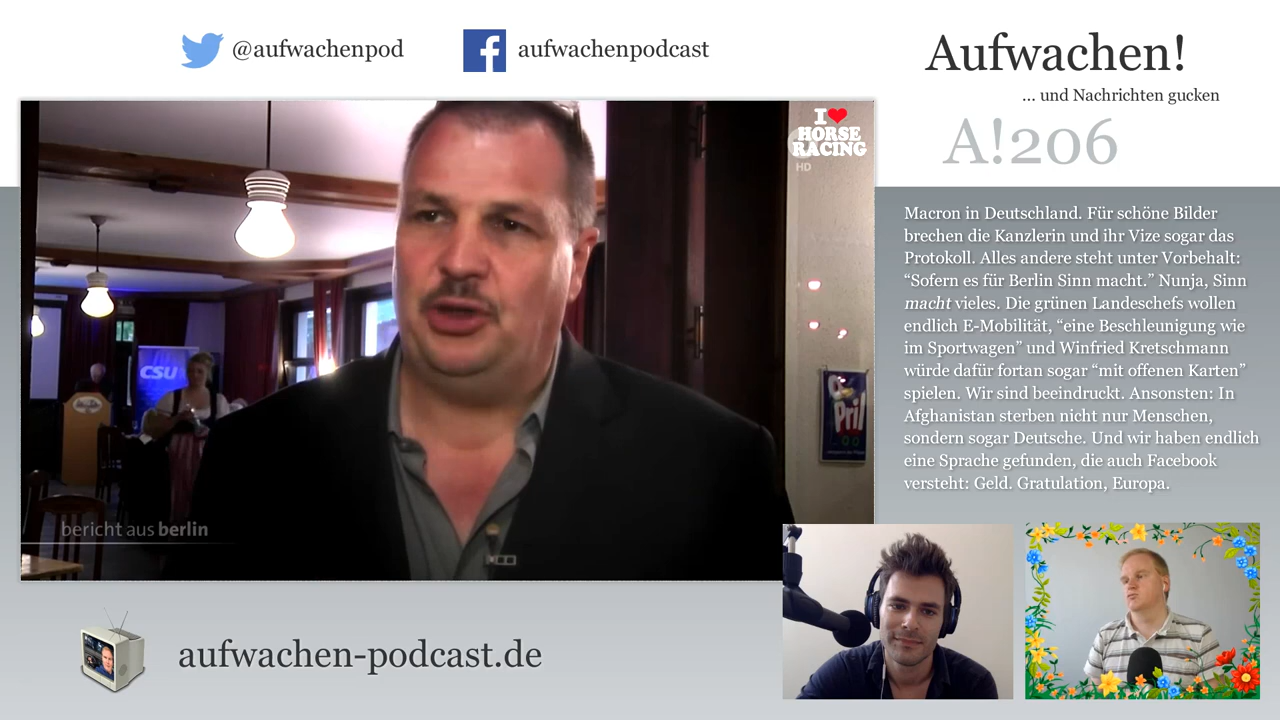 @aufwachenpod
aufwachenpodcast
Aufwachen!
... und Nachrichten gucken
A!206
I
HORSE
RACING
HD
CSU
Pril
bericht aus berlin
Macron in Deutschland. Für schöne Bilder
brechen die Kanzlerin und ihr Vize sogar das
Protokoll. Alles andere steht unter Vorbehalt:
“Sofern es für Berlin Sinn macht.” Nunja, Sinn
macht vieles. Die grünen Landeschefs wollen
endlich E-Mobilität, “eine Beschleunigung wie
im Sportwagen” und Winfried Kretschmann
würde dafür fortan sogar “mit offenen Karten”
spielen. Wir sind beeindruckt. Ansonsten: In
Afghanistan sterben nicht nur Menschen,
sondern sogar Deutsche. Und wir haben endlich
eine Sprache gefunden, die auch Facebook
versteht: Geld. Gratulation, Europa.
aufwachen-podcast.de